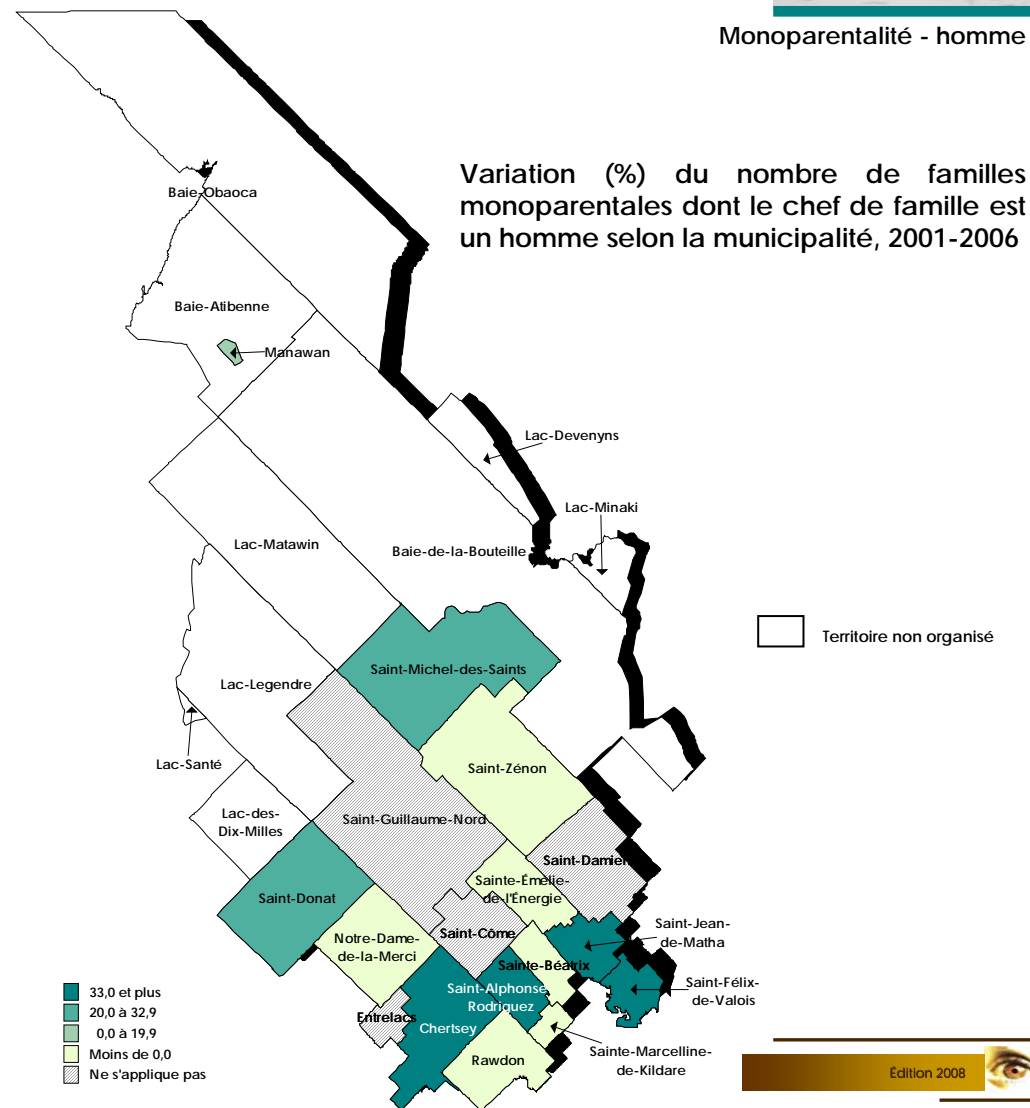 Monoparentalité - homme
Variation (%) du nombre de familles
monoparentales dont le chef de famille est
un homme selon la municipalité, 2001-2006
Baie-Obaoca
Baie-Atibenne
Manawan
Lac-Devenyns
Lac-Minaki
Lac-Matawin
Baie-de-la-Bouteille
Territoire non organisé
Saint-Michel-des-Saints
Lac-Legendre
Lac-Santé
Saint-Zénon
Lac-des-
Dix-Milles
Saint-Guillaume-Nord
Saint-Damien
Sainte-Émélie-
de-l'Énergie
Saint-Donat
Saint-Jean-
de-Matha
Notre-Dame-
de-la-Merci
Saint-Côme
Sainte-Béatrix
Saint-Félix-
de-Valois
Saint-Alphonse-
Rodriguez
Entrelacs
Chertsey
Sainte-Marcelline-
de-Kildare
Rawdon
33,0 et plus
20,0 à 32,9
0,0 à 19,9
Moins de 0,0
Ne s'applique pas
Édition 2008